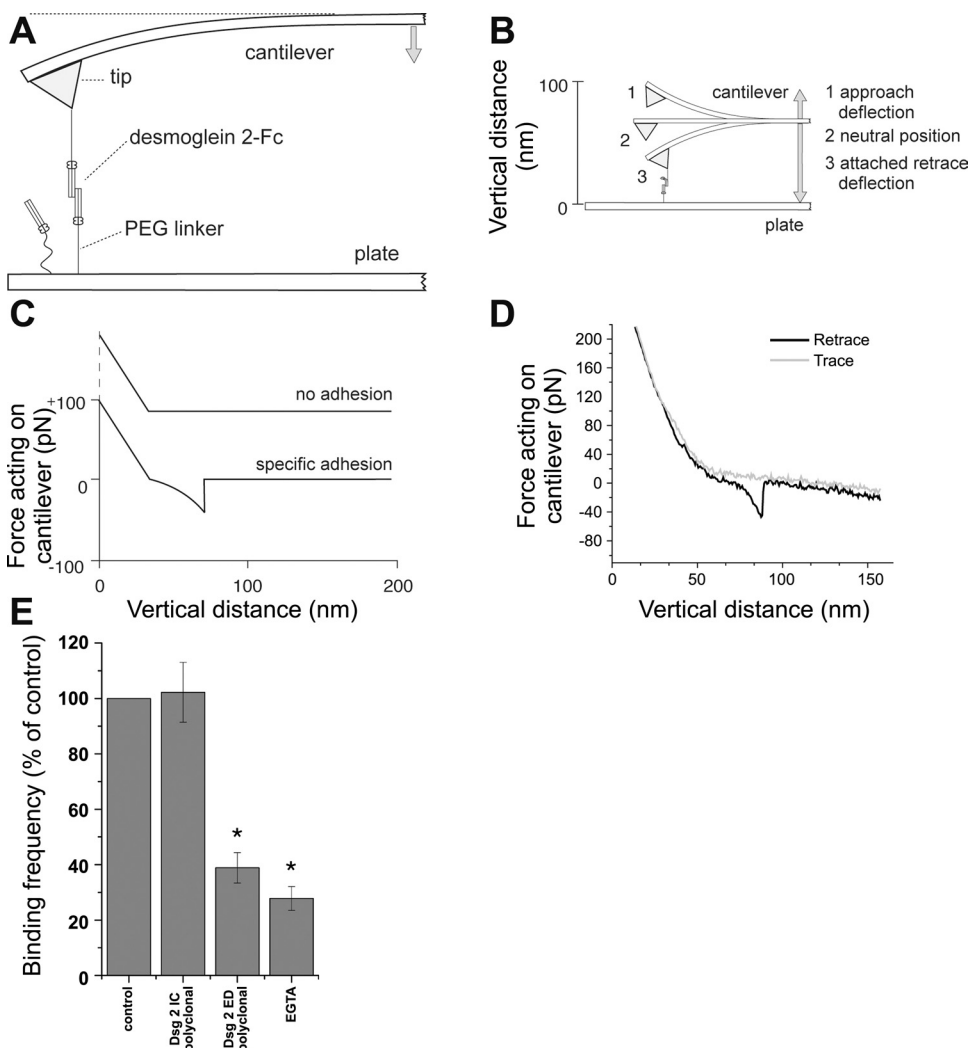 A
cantilever
tip
desmoglein 2-Fc
PEG linker
plate
B
Vertical distance
(nm)
100
0
cantilever
1
2
3
plate
1 approach
deflection
2 neutral position
3 attached retrace
deflection
C
Force acting on
cantilever (pN)
+100
0
-100
no adhesion
specific adhesion
0
100
200
Vertical distance (nm)
D
Force acting on
cantilever (pN)
200
160
120
80
40
0
-40
-80
Retrace
Trace
0
50
100
150
Vertical distance (nm)
E
Binding frequency (% of control)
120
100
80
60
40
20
0
*
*
control
Dsg 2 IC
polyclonal
Dsg 2 ED
polyclonal
EGTA